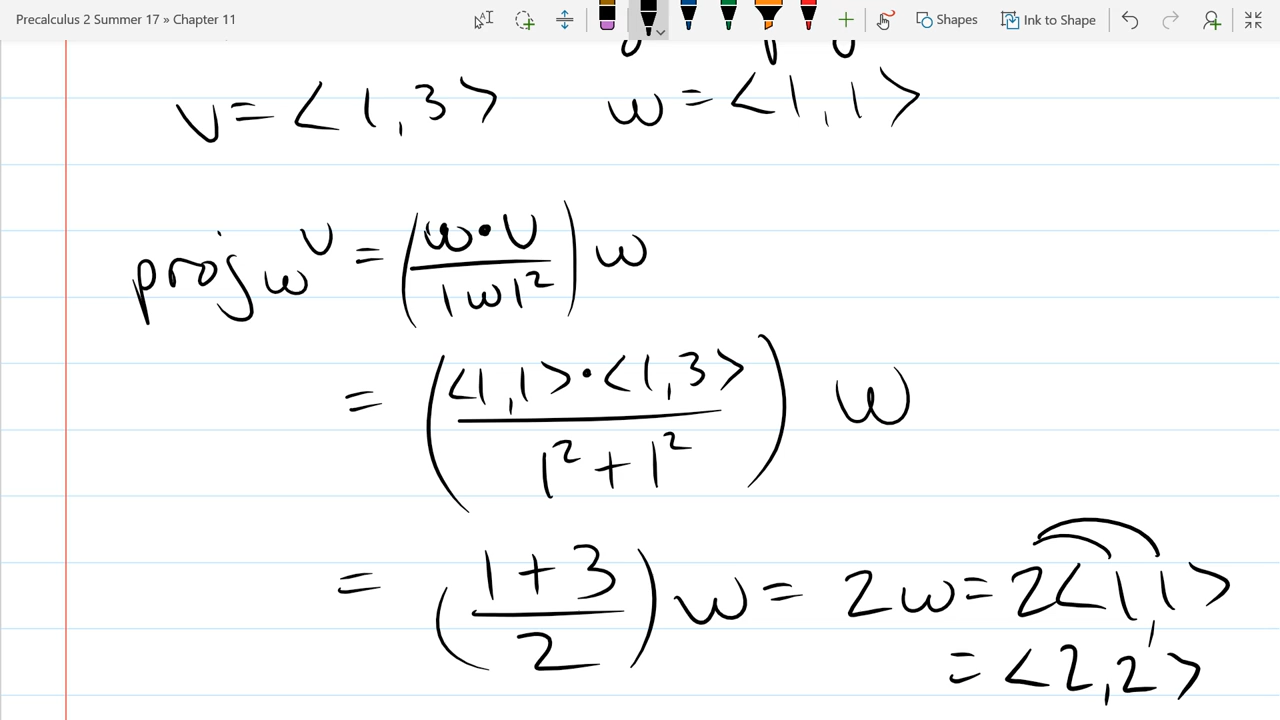 Precalculus 2 Summer 17 » Chapter 11 Shapes Ink to Shape
v = <1,3> w = <1,1>
proj_w v = (w•v / |w|²) w
= (<1,1>•<1,3> / 1²+1²) w
= (1+3 / 2) w = 2w = 2<1,1>
= <2,2>